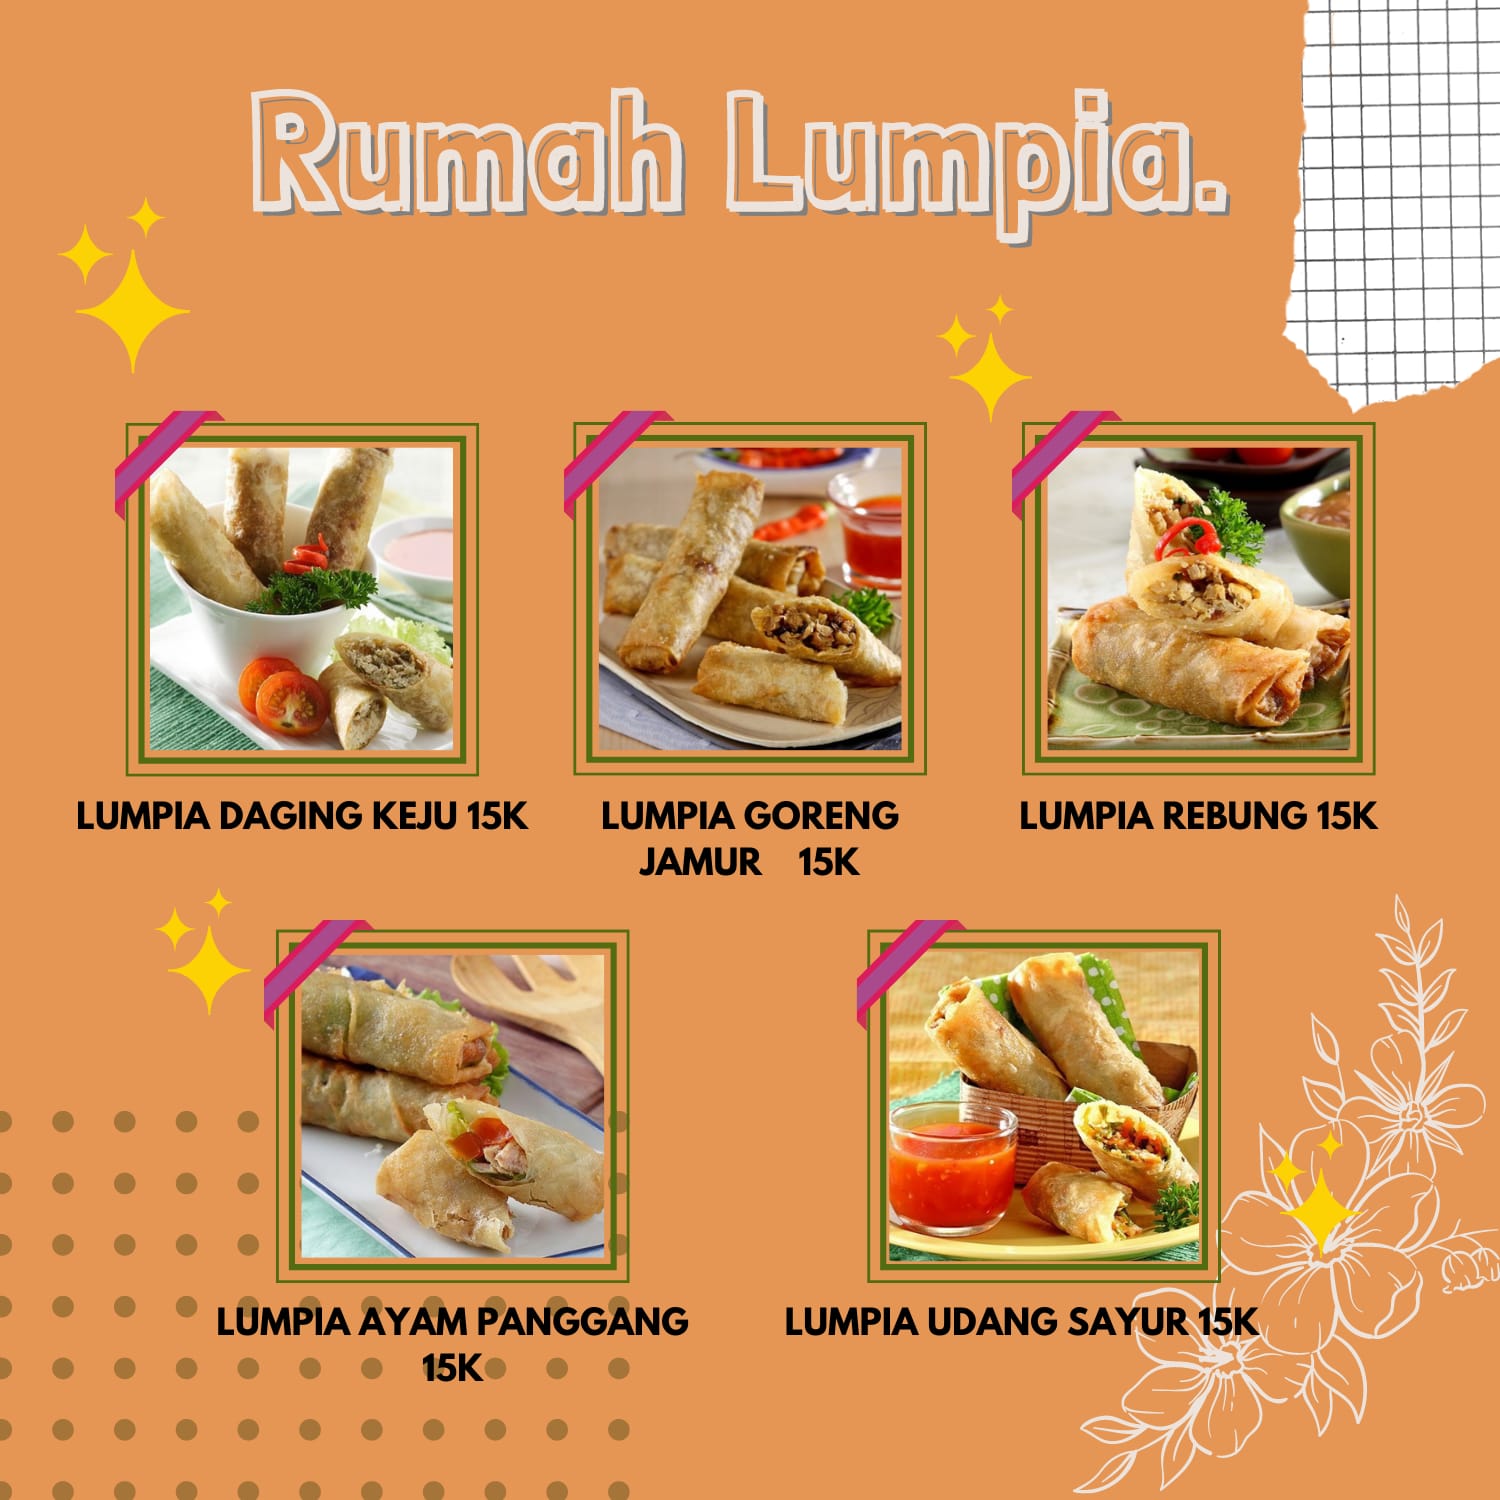 Rumah Lumpia.
LUMPIA DAGING KEJU 15K
LUMPIA GORENG
JAMUR 15K
LUMPIA REBUNG 15K
LUMPIA AYAM PANGGANG
15K
LUMPIA UDANG SAYUR 15K